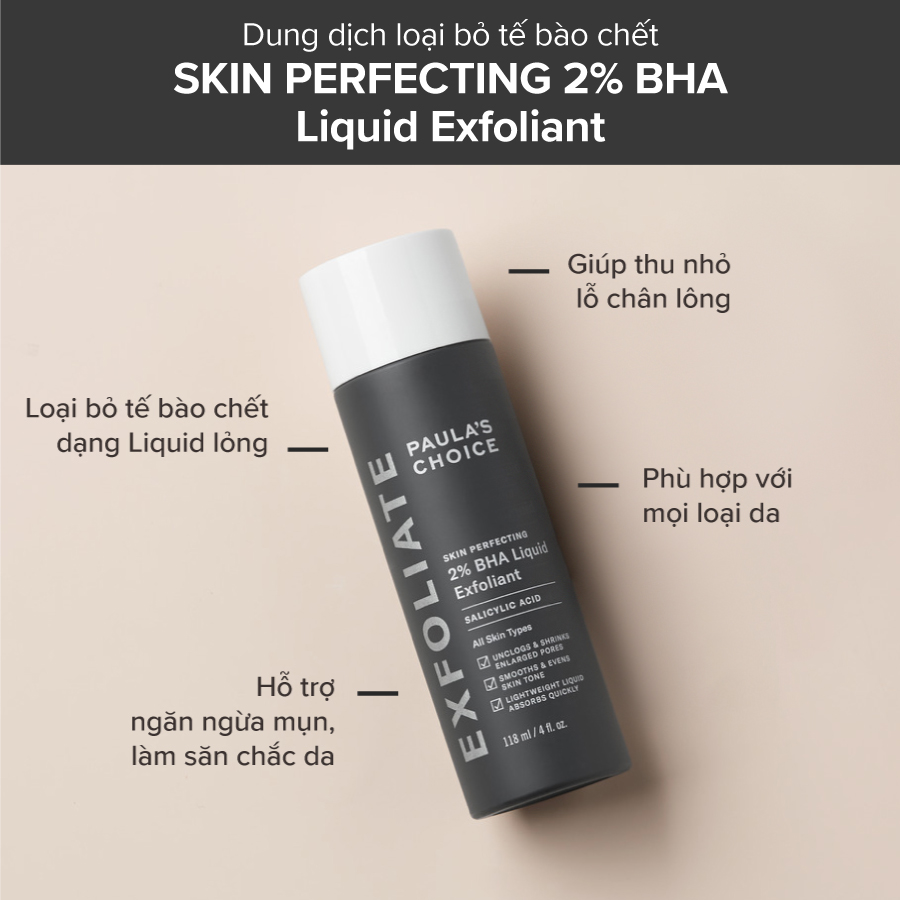 Dung dịch loại bỏ tế bào chết
SKIN PERFECTING 2% BHA
Liquid Exfoliant
Giúp thu nhỏ
lỗ chân lông
Loại bỏ tế bào chết
dạng Liquid lỏng
Phù hợp với
mọi loại da
Hỗ trợ
ngăn ngừa mụn,
làm săn chắc da
EXFOLIATE
PAULA'S
CHOICE
SKIN PERFECTING
2% BHA Liquid
Exfoliant
SALICYLIC ACID
All Skin Types
UNCLOGS & SHRINKS
ENLARGED PORES
SMOOTHS & EVENS
SKIN TONE
LIGHTWEIGHT LIQUID
ABSORBS QUICKLY
118 ml / 4 fl. oz.